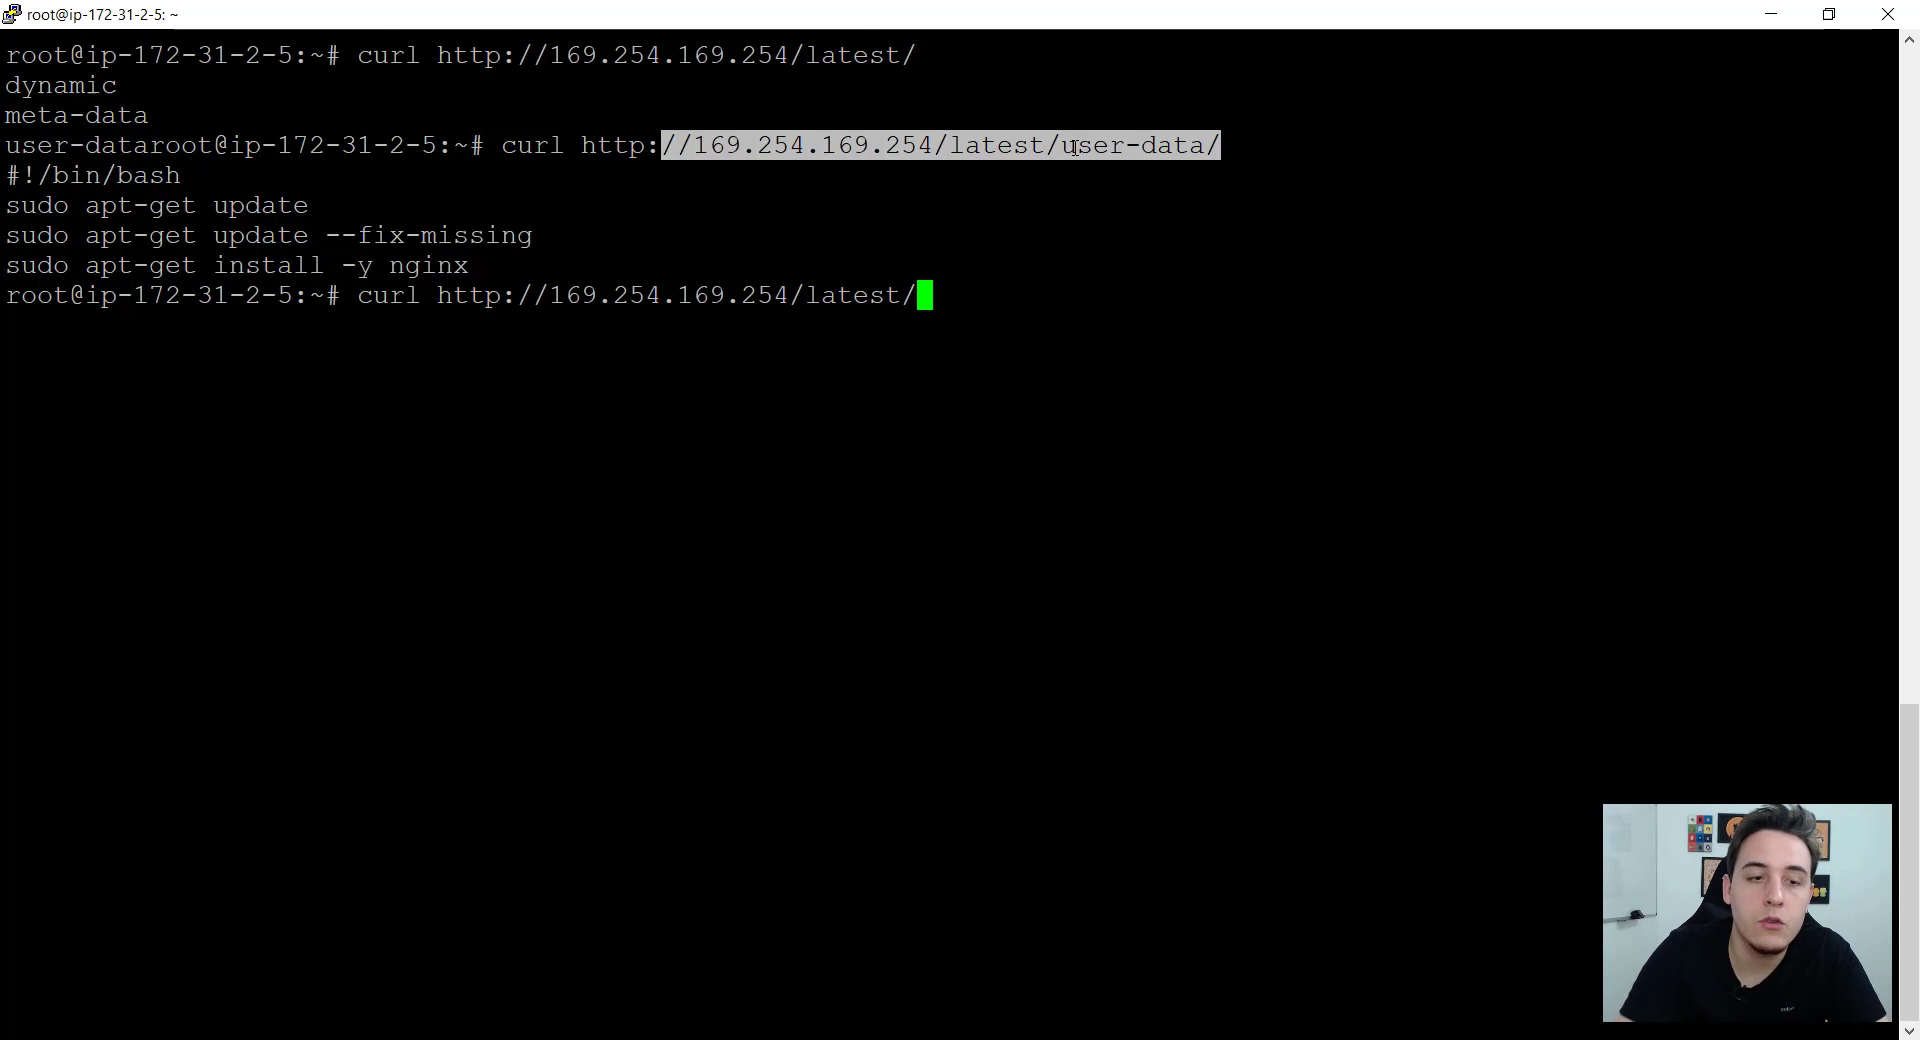 root@ip-172-31-2-5: ~
root@ip-172-31-2-5:~# curl http://169.254.169.254/latest/
dynamic
meta-data
user-dataroot@ip-172-31-2-5:~# curl http://169.254.169.254/latest/user-data/
#!/bin/bash
sudo apt-get update
sudo apt-get update --fix-missing
sudo apt-get install -y nginx
root@ip-172-31-2-5:~# curl http://169.254.169.254/latest/